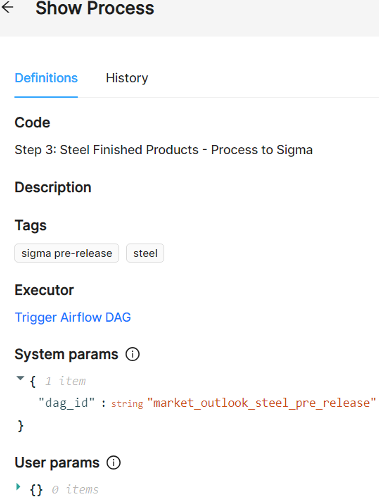 ← Show Process
Definitions History
Code
Step 3: Steel Finished Products - Process to Sigma
Description
Tags
sigma pre-release steel
Executor
Trigger Airflow DAG
System params
{ 1 item
"dag_id" : string "market_outlook_steel_pre_release"
}
User params
{} 0 items